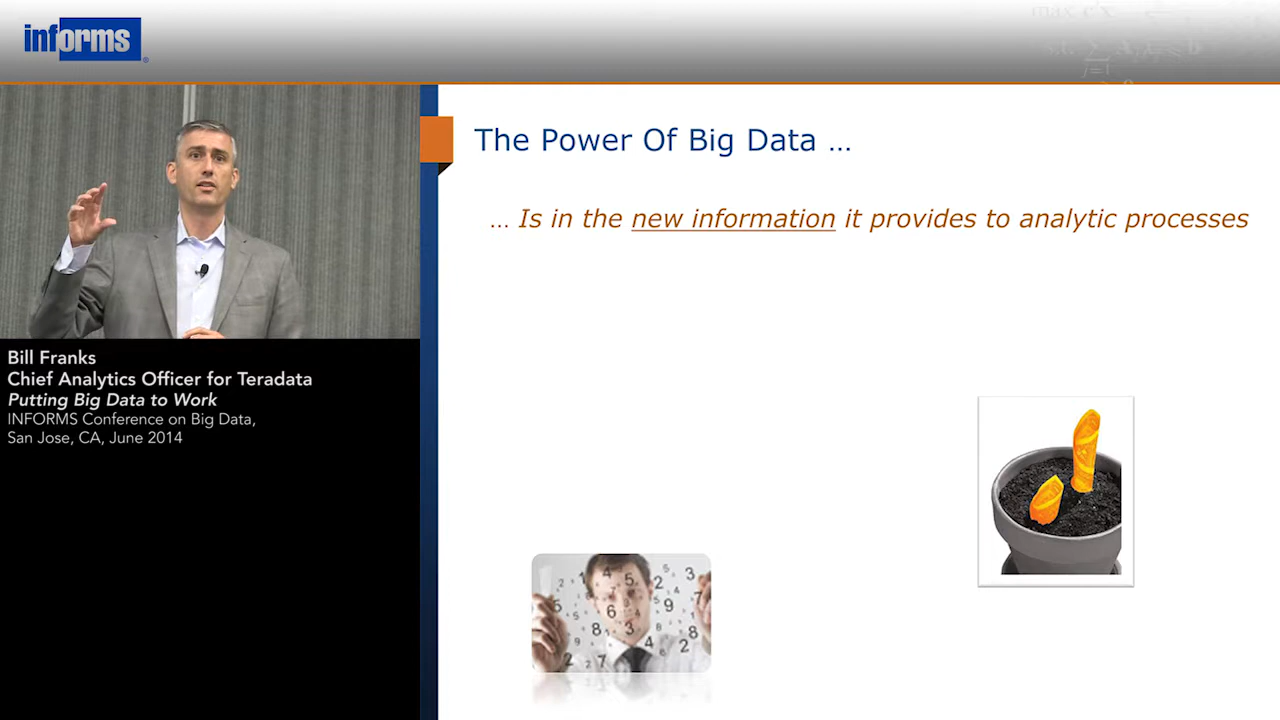 informs
The Power Of Big Data …
… Is in the new information it provides to analytic processes
Bill Franks
Chief Analytics Officer for Teradata
Putting Big Data to Work
INFORMS Conference on Big Data,
San Jose, CA, June 2014